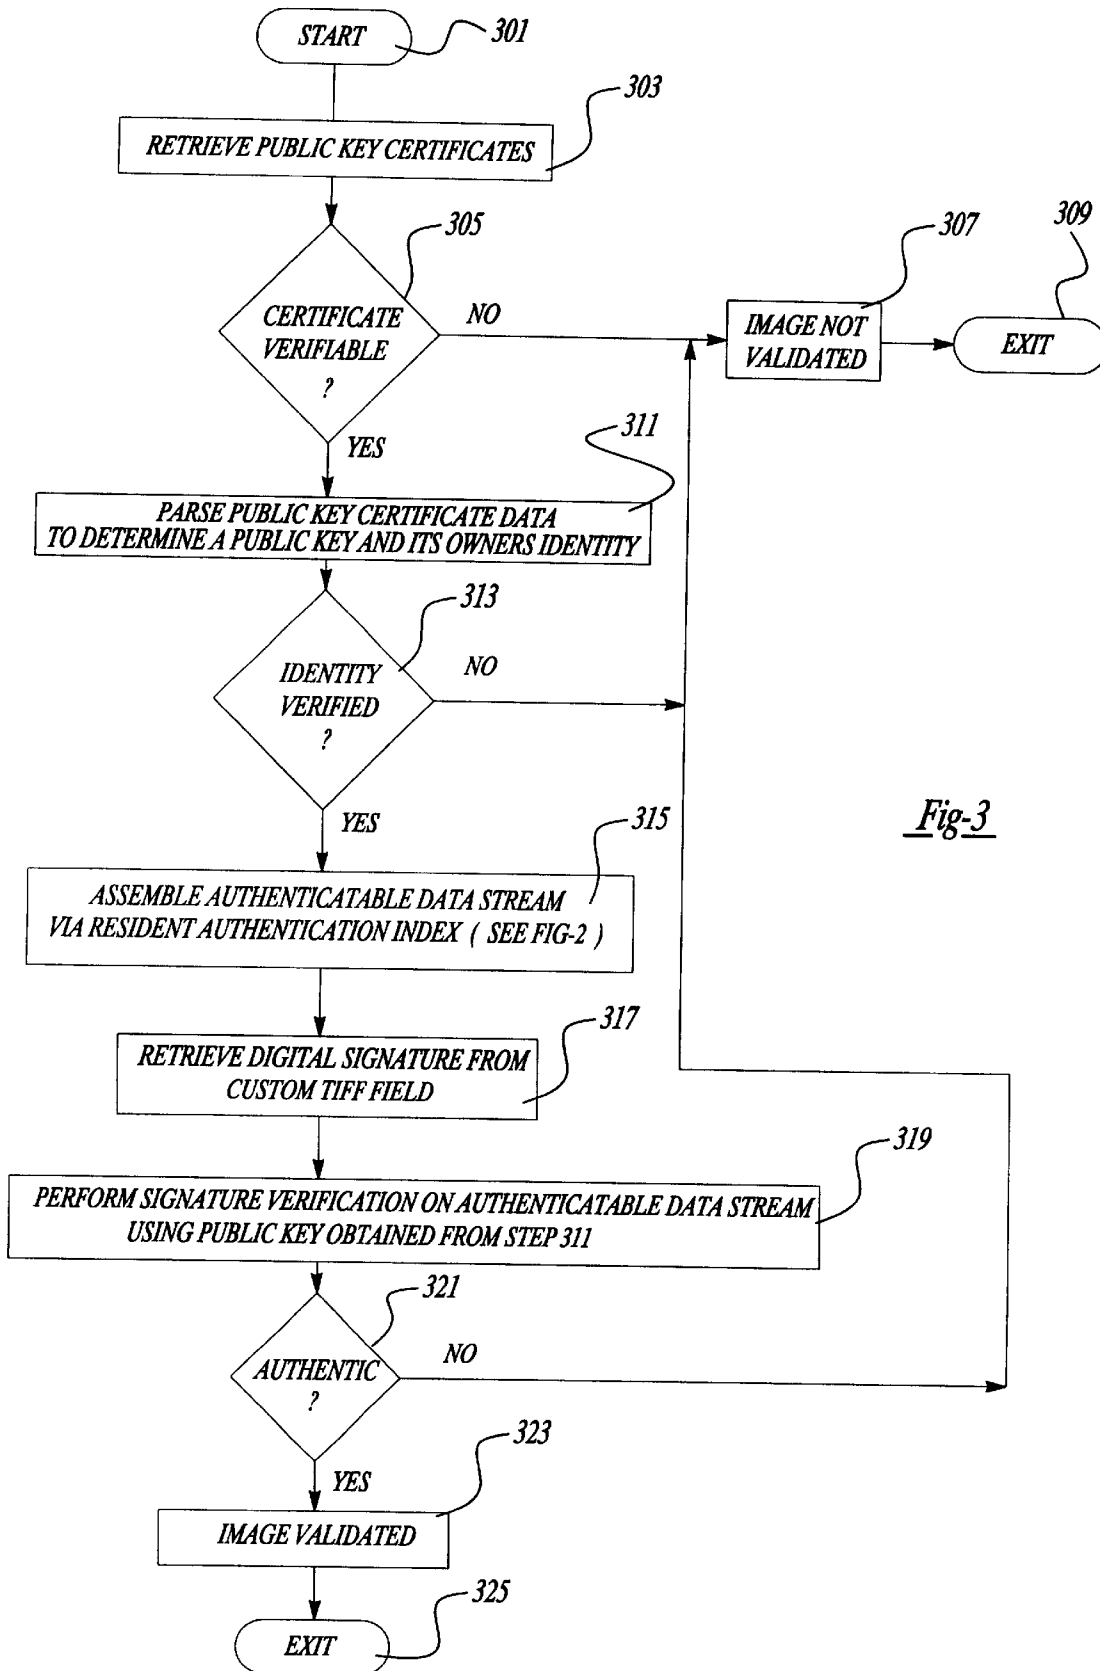 START
301
303
RETRIEVE PUBLIC KEY CERTIFICATES
305
307
309
CERTIFICATE
VERIFIABLE
?
NO
IMAGE NOT
VALIDATED
EXIT
YES
311
PARSE PUBLIC KEY CERTIFICATE DATA
TO DETERMINE A PUBLIC KEY AND ITS OWNERS IDENTITY
313
IDENTITY
VERIFIED
?
NO
YES
315
Fig-3
ASSEMBLE AUTHENTICATABLE DATA STREAM
VIA RESIDENT AUTHENTICATION INDEX ( SEE FIG-2 )
317
RETRIEVE DIGITAL SIGNATURE FROM
CUSTOM TIFF FIELD
319
PERFORM SIGNATURE VERIFICATION ON AUTHENTICATABLE DATA STREAM
USING PUBLIC KEY OBTAINED FROM STEP 311
321
AUTHENTIC
?
NO
YES
323
IMAGE VALIDATED
325
EXIT